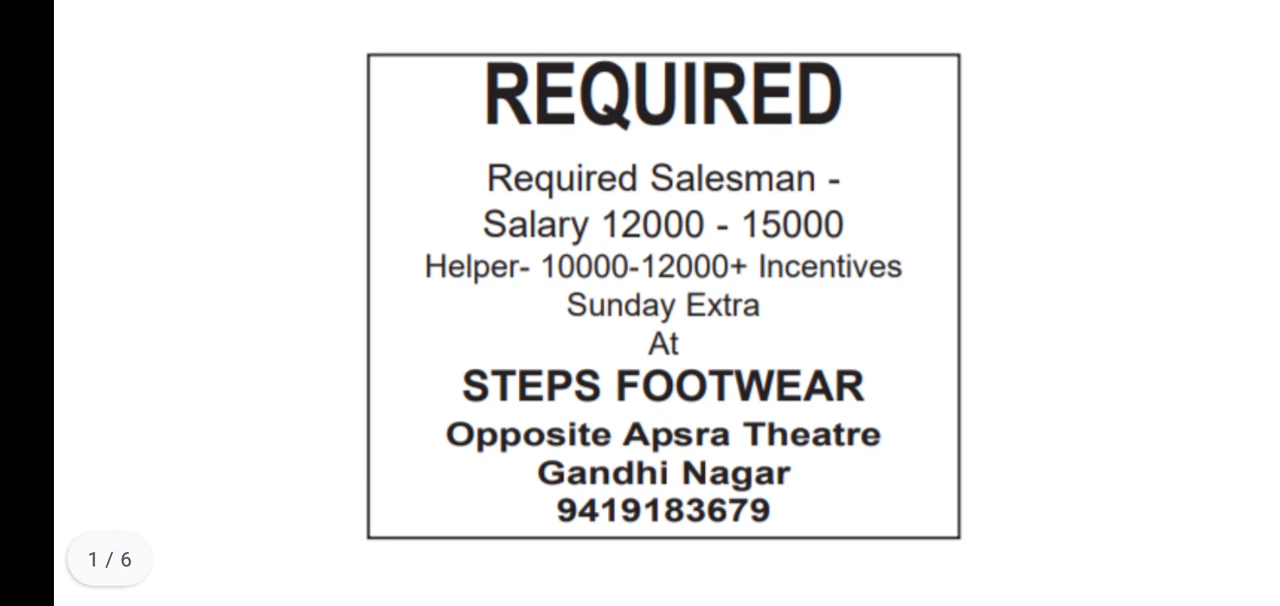 REQUIRED
Required Salesman -
Salary 12000 - 15000
Helper- 10000-12000+ Incentives
Sunday Extra
At
STEPS FOOTWEAR
Opposite Apsra Theatre
Gandhi Nagar
9419183679
1 / 6